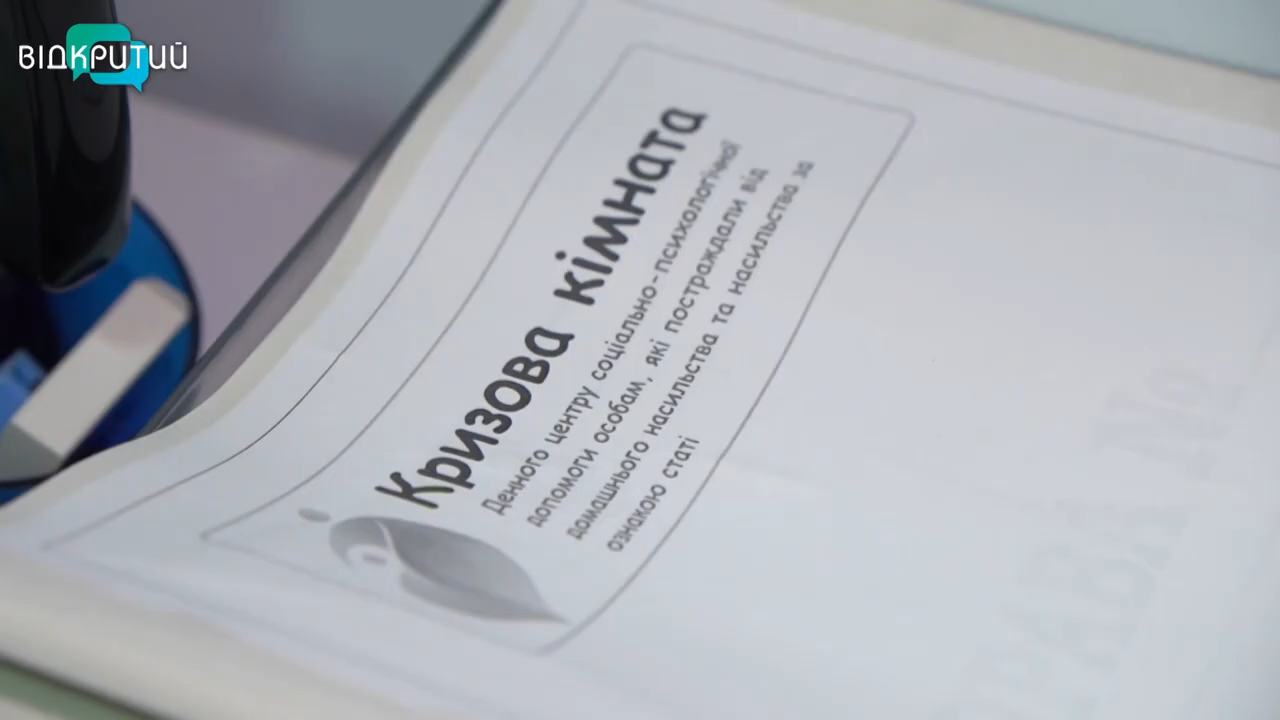 ВІДКРИТИЙ
Кризова кімната
Денного центру соціально-психологічної
допомоги особам, які постраждали від
домашнього насильства та насильства за
ознакою статі